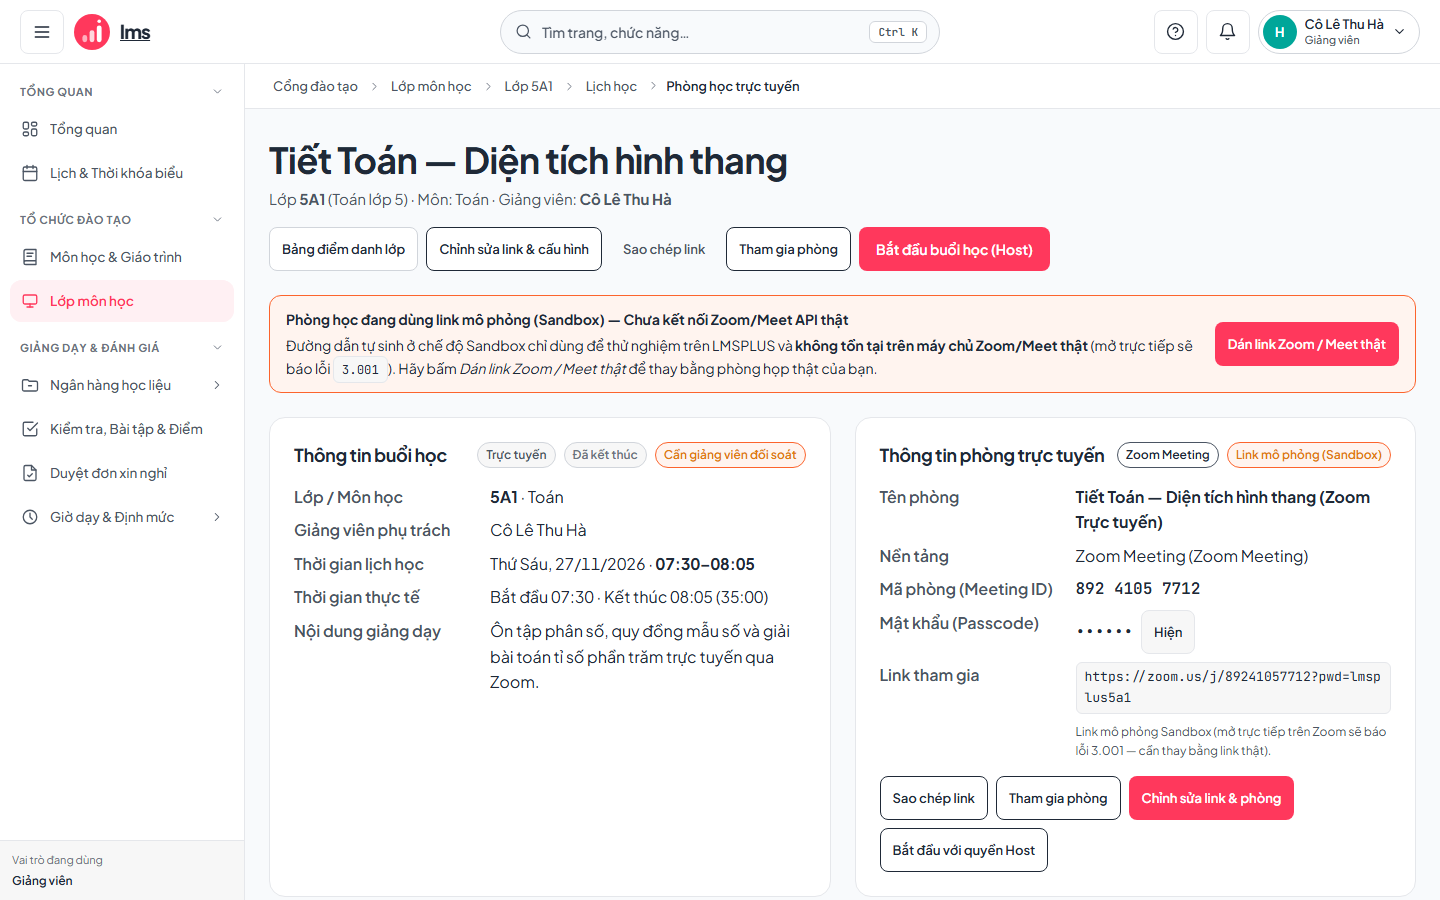 lms
Tìm trang, chức năng...
Ctrl K
H
Cô Lê Thu Hà
Giảng viên
TỔNG QUAN
Tổng quan
Lịch & Thời khóa biểu
TỔ CHỨC ĐÀO TẠO
Môn học & Giáo trình
Lớp môn học
GIẢNG DẠY & ĐÁNH GIÁ
Ngân hàng học liệu
Kiểm tra, Bài tập & Điểm
Duyệt đơn xin nghỉ
Giờ dạy & Định mức
Vai trò đang dùng
Giảng viên
Cổng đào tạo
Lớp môn học
Lớp 5A1
Lịch học
Phòng học trực tuyến
Tiết Toán — Diện tích hình thang
Lớp 5A1 (Toán lớp 5) · Môn: Toán · Giảng viên: Cô Lê Thu Hà
Bảng điểm danh lớp
Chỉnh sửa link & cấu hình
Sao chép link
Tham gia phòng
Bắt đầu buổi học (Host)
Phòng học đang dùng link mô phỏng (Sandbox) — Chưa kết nối Zoom/Meet API thật
Đường dẫn tự sinh ở chế độ Sandbox chỉ dùng để thử nghiệm trên LMSPLUS và không tồn tại trên máy chủ Zoom/Meet thật (mở trực tiếp sẽ
báo lỗi 3.001 ). Hãy bấm Dán link Zoom / Meet thật để thay bằng phòng họp thật của bạn.
Dán link Zoom / Meet thật
Thông tin buổi học
Trực tuyến
Đã kết thúc
Cần giảng viên đối soát
Lớp / Môn học
5A1 · Toán
Giảng viên phụ trách
Cô Lê Thu Hà
Thời gian lịch học
Thứ Sáu, 27/11/2026 · 07:30–08:05
Thời gian thực tế
Bắt đầu 07:30 · Kết thúc 08:05 (35:00)
Nội dung giảng dạy
Ôn tập phân số, quy đồng mẫu số và giải
bài toán tỉ số phần trăm trực tuyến qua
Zoom.
Thông tin phòng trực tuyến
Zoom Meeting
Link mô phỏng (Sandbox)
Tên phòng
Tiết Toán — Diện tích hình thang (Zoom
Trực tuyến)
Nền tảng
Zoom Meeting (Zoom Meeting)
Mã phòng (Meeting ID)
892 4105 7712
Mật khẩu (Passcode)
••••••
Hiện
Link tham gia
https://zoom.us/j/89241057712?pwd=lmsp
lus5a1
Link mô phỏng Sandbox (mở trực tiếp trên Zoom sẽ báo
lỗi 3.001 — cần thay bằng link thật).
Sao chép link
Tham gia phòng
Chỉnh sửa link & phòng
Bắt đầu với quyền Host